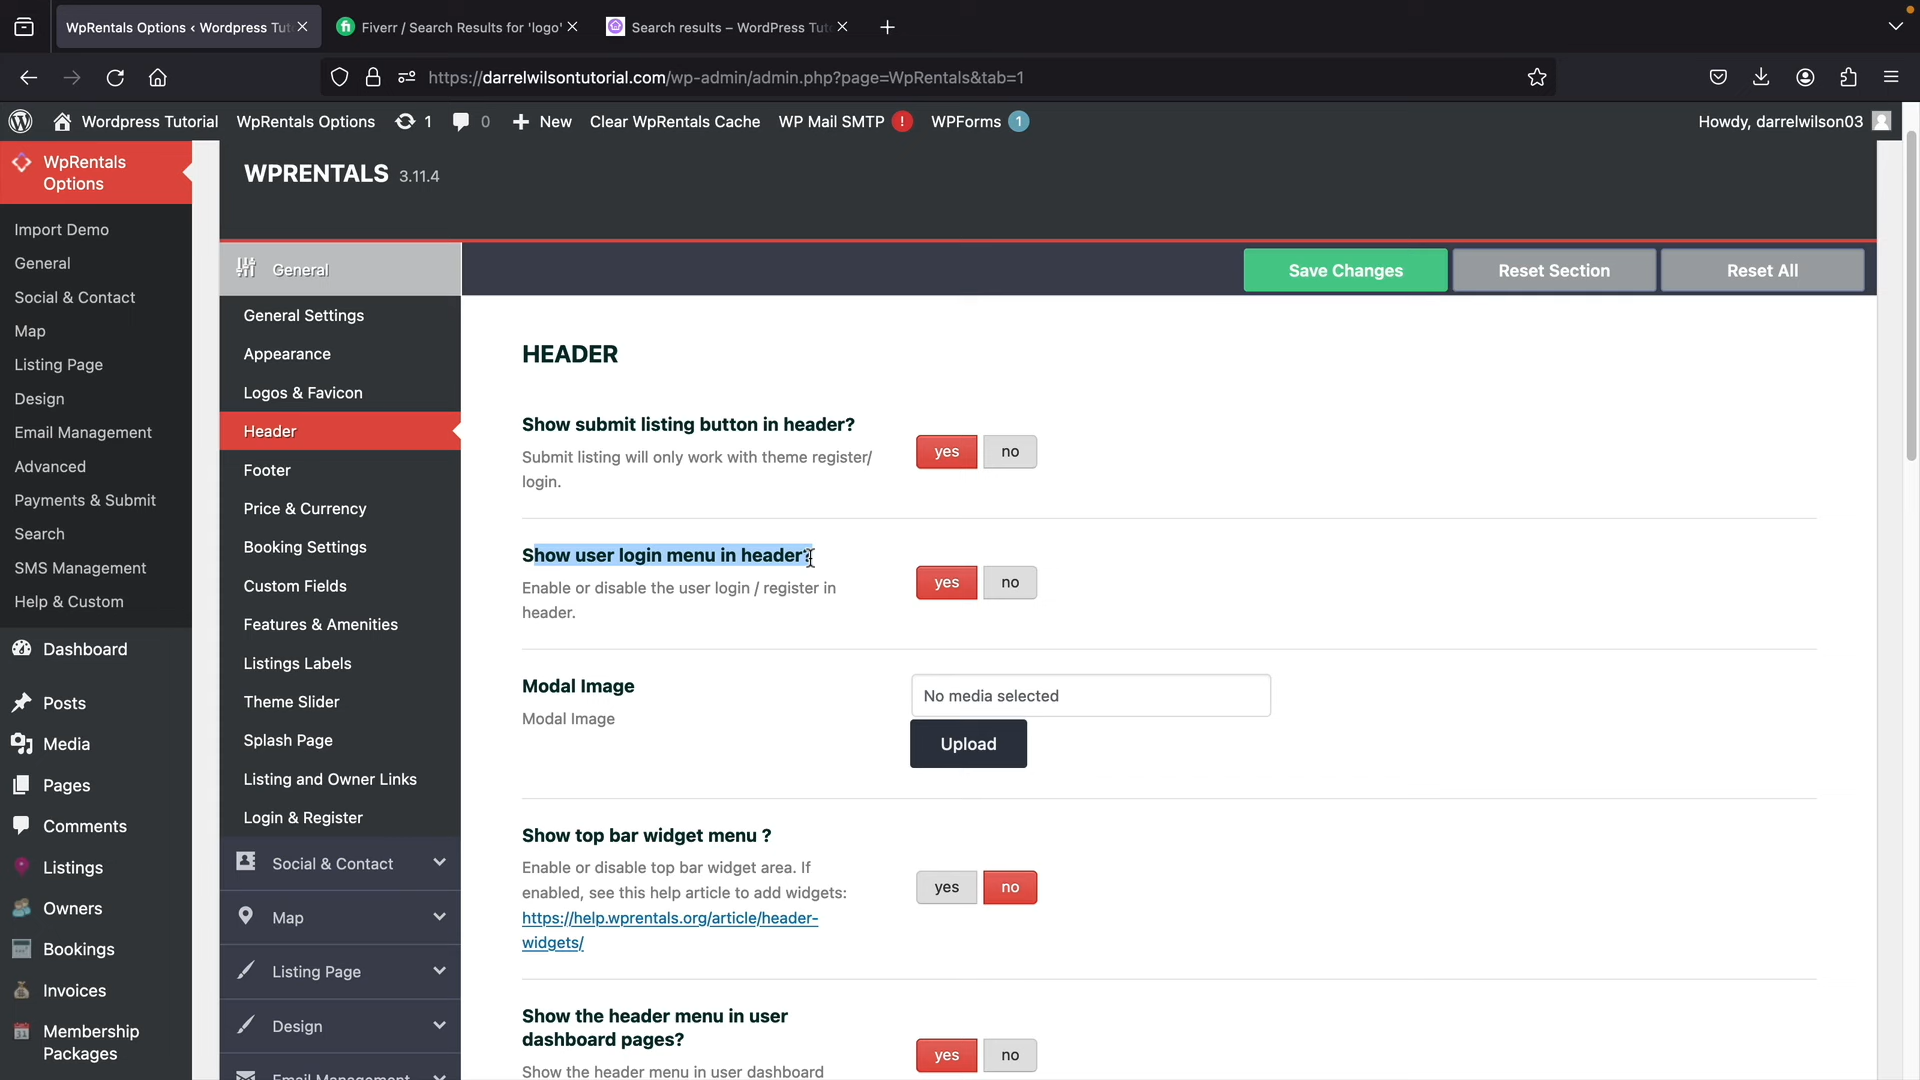 WpRentals Options ‹ Wordpress Tut
Fiverr / Search Results for 'logo'
Search results – WordPress Tut
https://darrelwilsontutorial.com/wp-admin/admin.php?page=WpRentals&tab=1
Wordpress Tutorial
WpRentals Options
1
0
New
Clear WpRentals Cache
WP Mail SMTP !
WPForms 1
Howdy, darrelwilson03
WpRentals
Options
Import Demo
General
Social & Contact
Map
Listing Page
Design
Email Management
Advanced
Payments & Submit
Search
SMS Management
Help & Custom
Dashboard
Posts
Media
Pages
Comments
Listings
Owners
Bookings
Invoices
Membership
Packages
WPRENTALS 3.11.4
General
General Settings
Appearance
Logos & Favicon
Header
Footer
Price & Currency
Booking Settings
Custom Fields
Features & Amenities
Listings Labels
Theme Slider
Splash Page
Listing and Owner Links
Login & Register
Social & Contact
Map
Listing Page
Design
Email Management
Save Changes
Reset Section
Reset All
HEADER
Show submit listing button in header?
Submit listing will only work with theme register/
login.
yes no
Show user login menu in header?
Enable or disable the user login / register in
header.
yes no
Modal Image
Modal Image
No media selected
Upload
Show top bar widget menu ?
Enable or disable top bar widget area. If
enabled, see this help article to add widgets:
https://help.wprentals.org/article/header-
widgets/
yes no
Show the header menu in user
dashboard pages?
Show the header menu in user dashboard
yes no